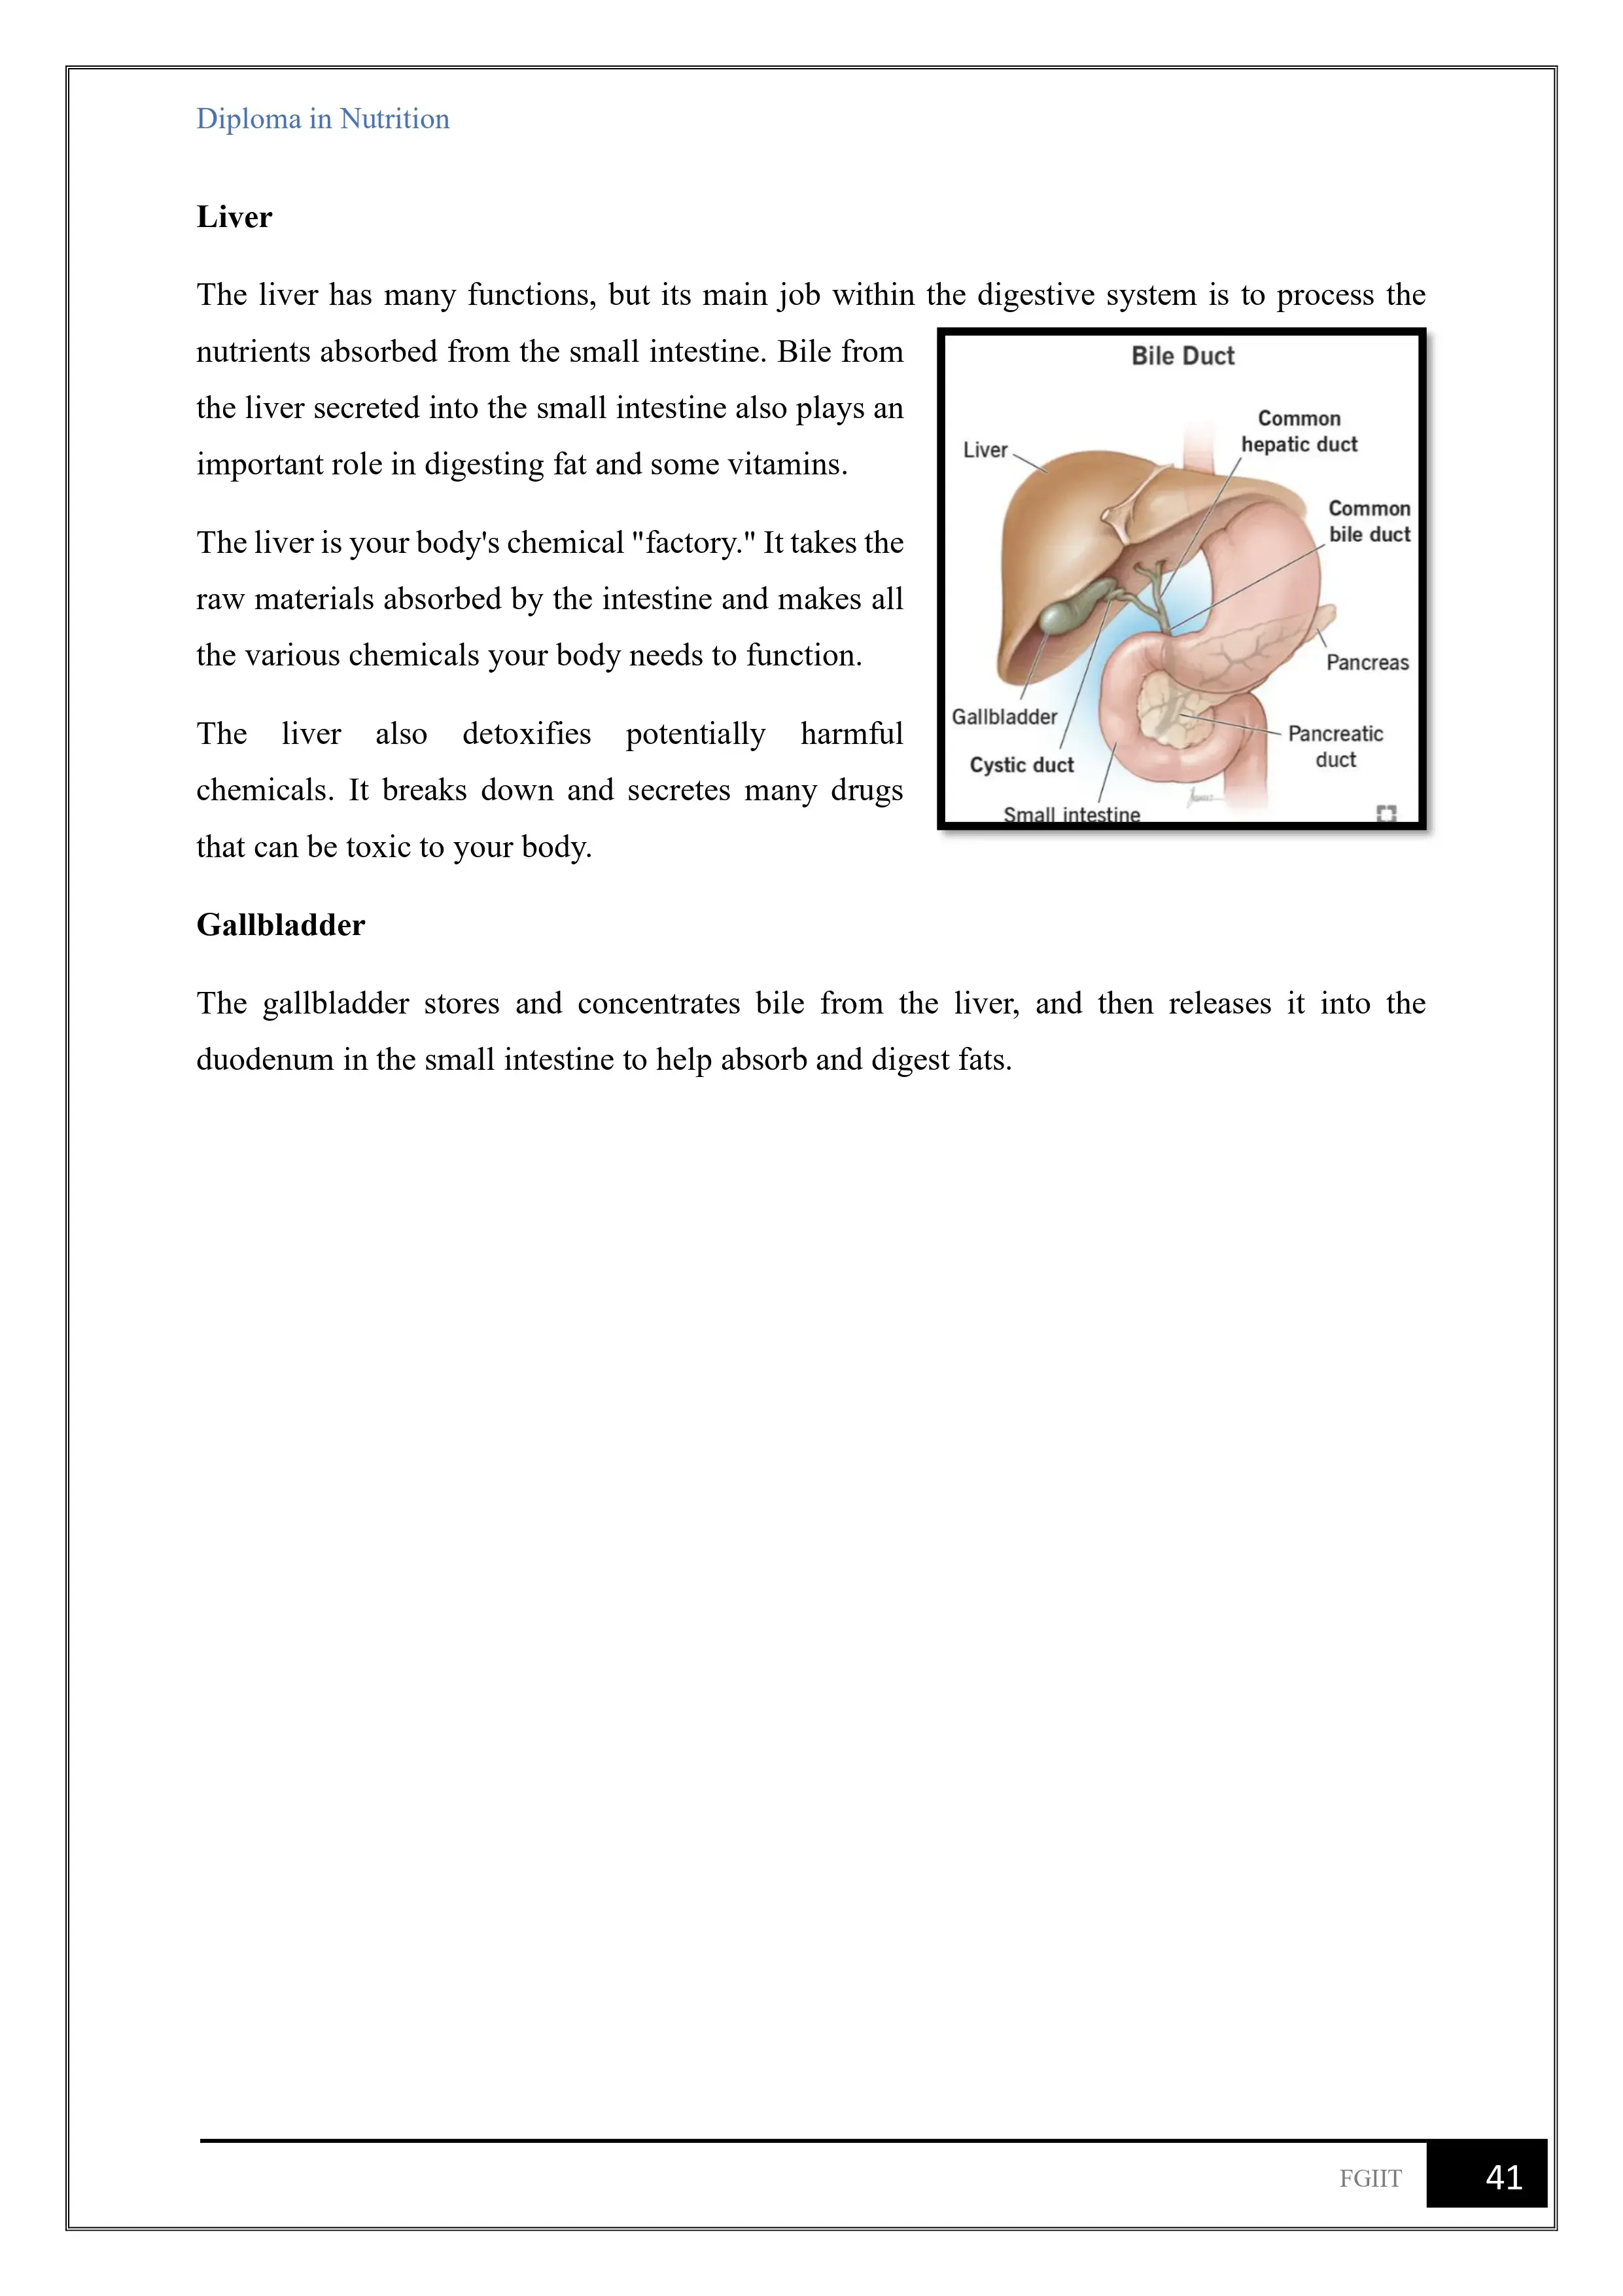 Diploma in Nutrition
Liver
The liver has many functions, but its main job within the digestive system is to process the
nutrients absorbed from the small intestine. Bile from
the liver secreted into the small intestine also plays an
important role in digesting fat and some vitamins.
The liver is your body's chemical "factory." It takes the
raw materials absorbed by the intestine and makes all
the various chemicals your body needs to function.
The liver also detoxifies potentially harmful
chemicals. It breaks down and secretes many drugs
that can be toxic to your body.
Bile Duct
Common
hepatic duct
Liver
Common
bile duct
Pancreas
Gallbladder
Pancreatic
duct
Cystic duct
Small intestine
Gallbladder
The gallbladder stores and concentrates bile from the liver, and then releases it into the
duodenum in the small intestine to help absorb and digest fats.
FGIIT
41